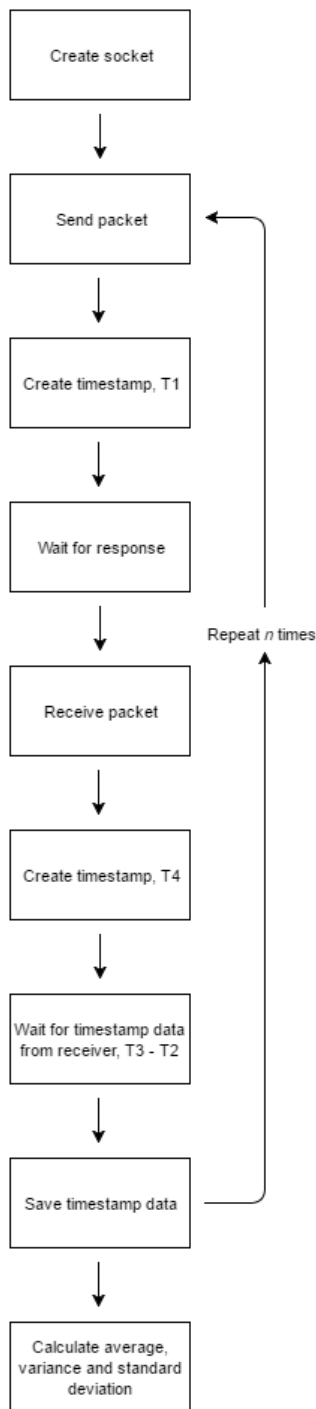 Create socket
Send packet
Create timestamp, T1
Wait for response
Repeat n times
Receive packet
Create timestamp, T4
Wait for timestamp data
from receiver, T3 - T2
Save timestamp data
Calculate average,
variance and standard
deviation